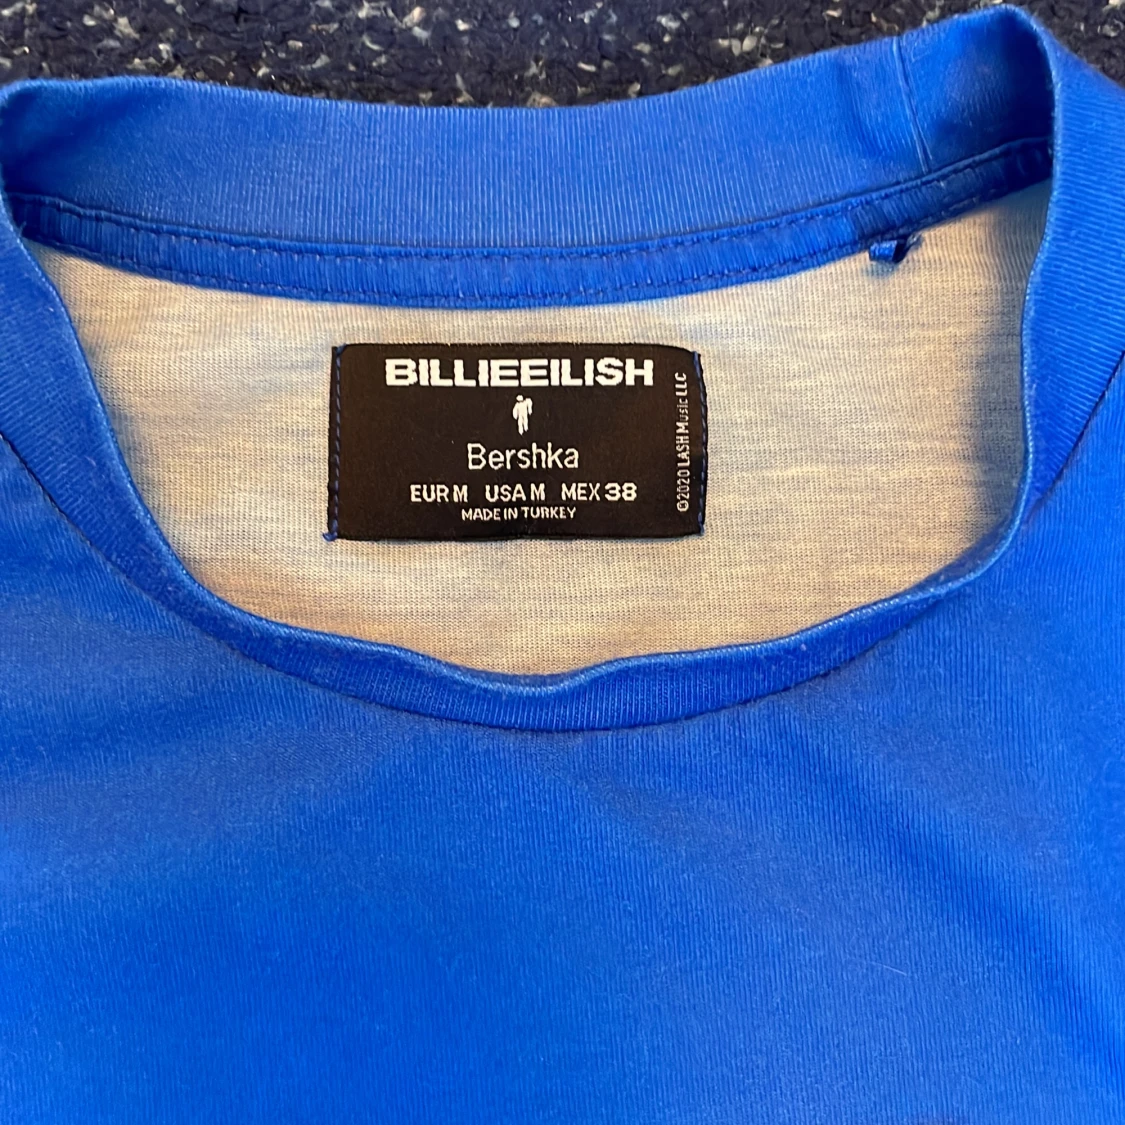 BILLIEEILISH
Bershka
EUR M USA M MEX 38
MADE IN TURKEY
©2020 LASH Music LLC